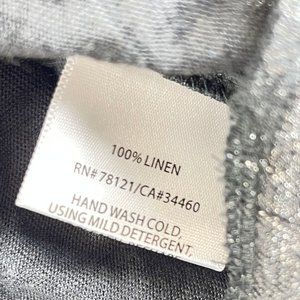 100% LINEN
RN# 78121/CA#34460
HAND WASH COLD,
USING MILD DETERGENT.